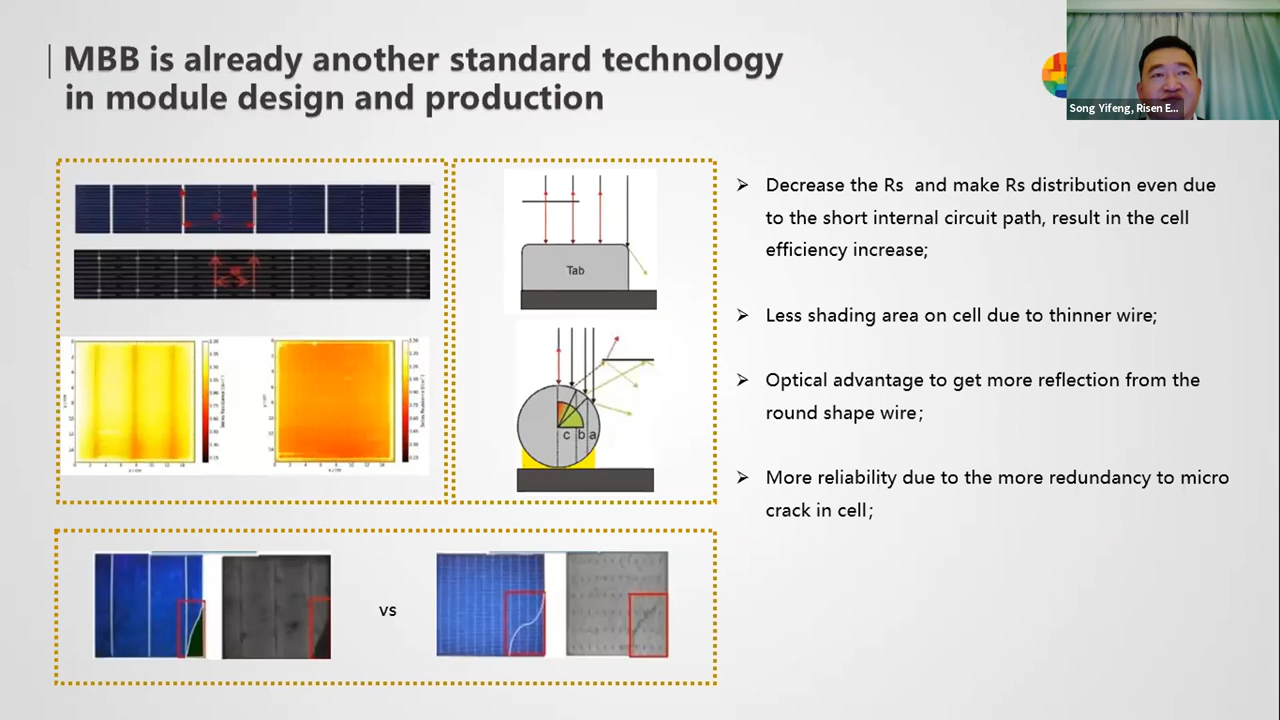 MBB is already another standard technology
in module design and production
Song Yifeng, Risen E...
Tab
c b a
vs
➢ Decrease the Rs and make Rs distribution even due
to the short internal circuit path, result in the cell
efficiency increase;
➢ Less shading area on cell due to thinner wire;
➢ Optical advantage to get more reflection from the
round shape wire;
➢ More reliability due to the more redundancy to micro
crack in cell;